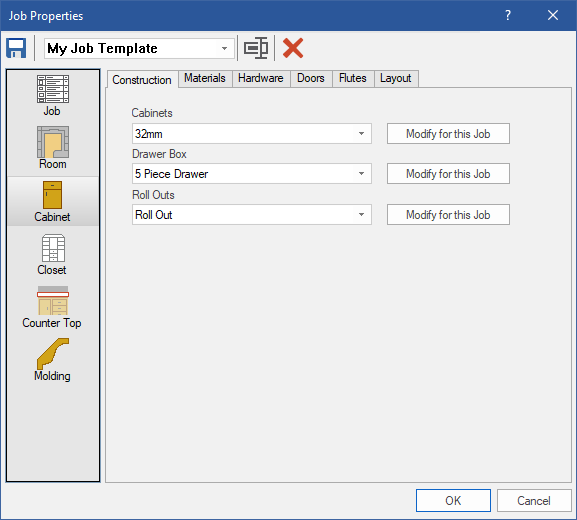 Job Properties
?
My Job Template
Job
Room
Cabinet
Closet
Counter Top
Molding
Construction Materials Hardware Doors Flutes Layout
Cabinets
32mm Modify for this Job
Drawer Box
5 Piece Drawer Modify for this Job
Roll Outs
Roll Out Modify for this Job
OK Cancel